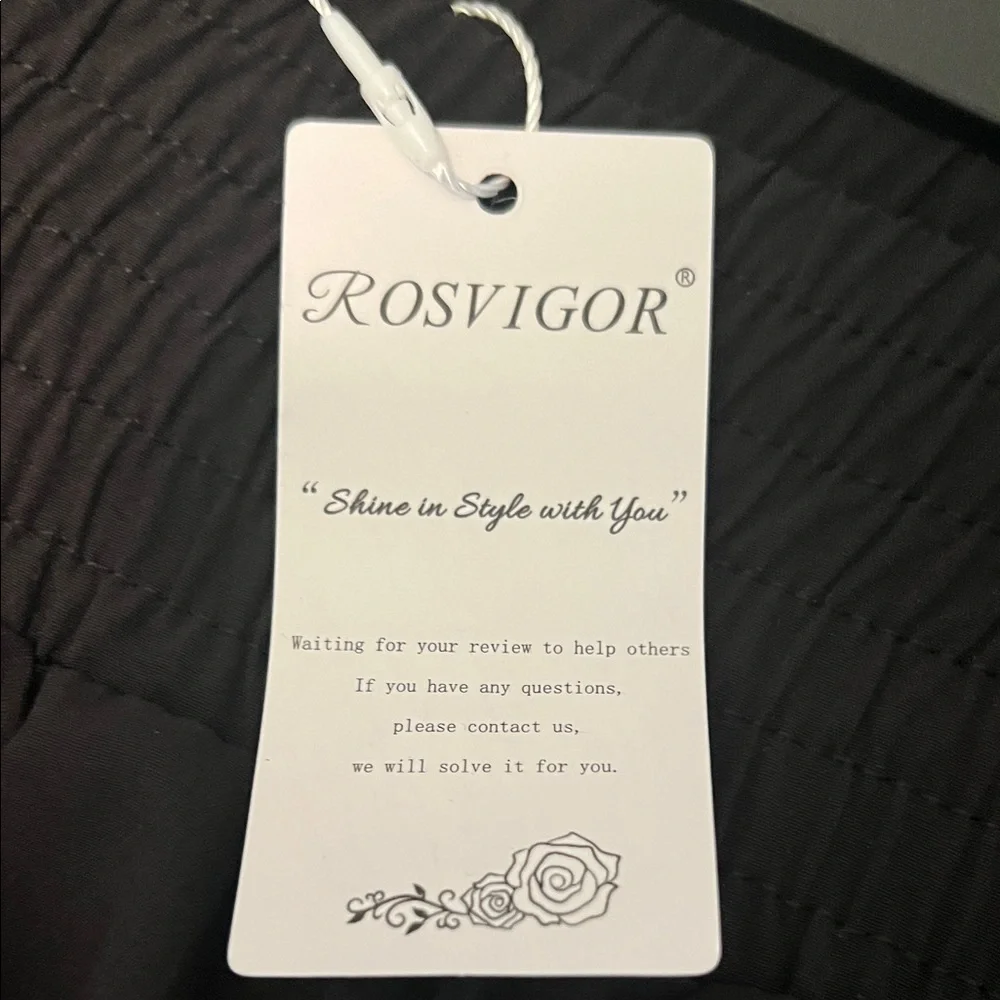 ROSVIGOR®
“Shine in Style with You”
Waiting for your review to help others
If you have any questions,
please contact us,
we will solve it for you.